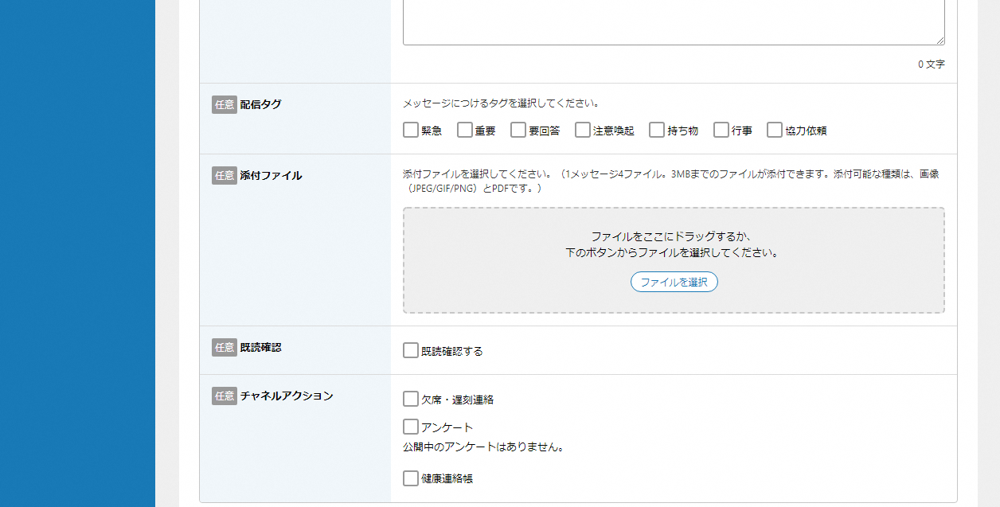 0 文字
任意 配信タグ
メッセージにつけるタグを選択してください。
緊急 重要 要回答 注意喚起 持ち物 行事 協力依頼
任意 添付ファイル
添付ファイルを選択してください。（1メッセージ4ファイル。3MBまでのファイルが添付できます。添付可能な種類は、画像
（JPEG/GIF/PNG）とPDFです。）
ファイルをここにドラッグするか、
下のボタンからファイルを選択してください。
ファイルを選択
任意 既読確認
既読確認する
任意 チャネルアクション
欠席・遅刻連絡
アンケート
公開中のアンケートはありません。
健康連絡帳